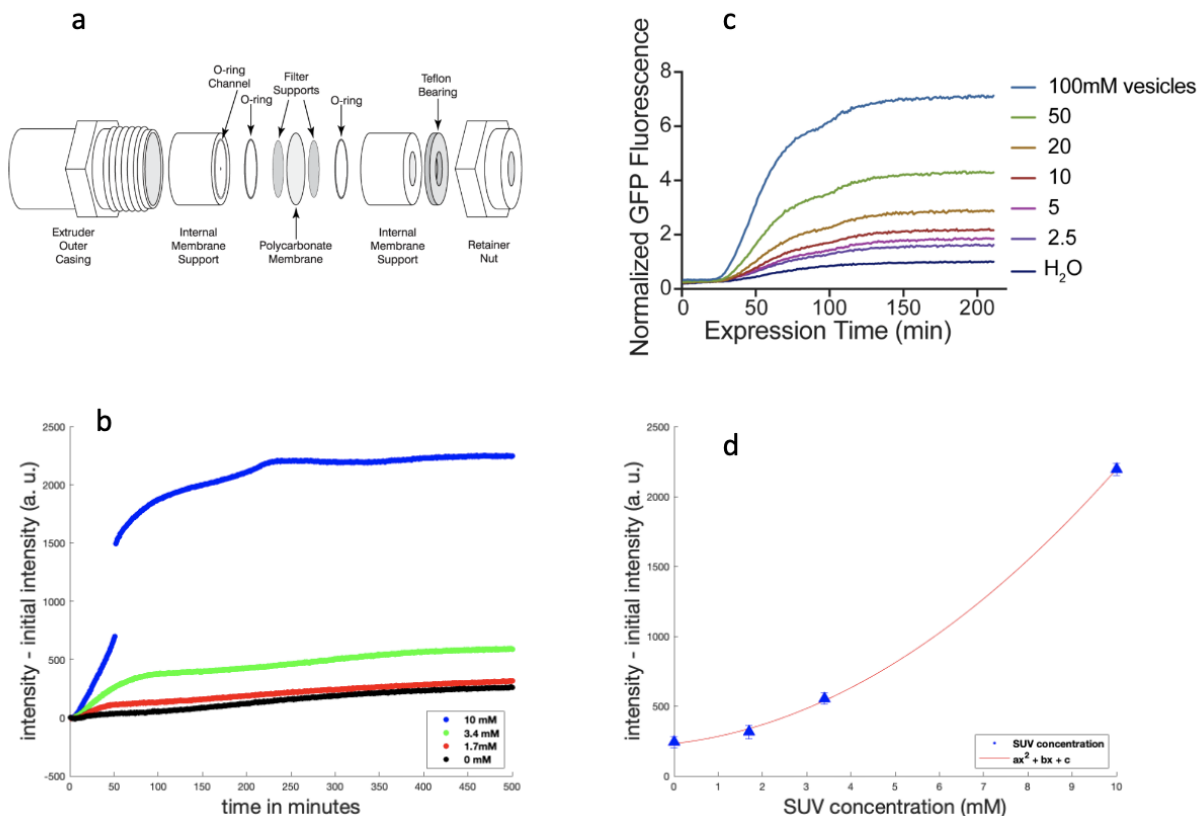 a
O-ring
Channel
O-ring
Filter
Supports
O-ring
Teflon
Bearing
Extruder
Outer
Casing
Internal
Membrane
Support
Polycarbonate
Membrane
Internal
Membrane
Support
Retainer
Nut
c
Normalized GFP Fluorescence
8
6
4
2
0
0
50
100
150
200
Expression Time (min)
100mM vesicles
50
20
10
5
2.5
H₂O
b
intensity - initial intensity (a. u.)
2500
2000
1500
1000
500
0
-500
0
50
100
150
200
250
300
350
400
450
500
time in minutes
10 mM
3.4 mM
1.7mM
0 mM
d
intensity - initial intensity (a. u.)
2500
2000
1500
1000
500
0
0
1
2
3
4
5
6
7
8
9
10
SUV concentration (mM)
SUV concentration
ax² + bx + c